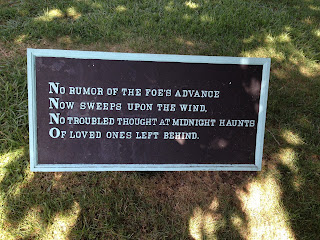 No rumor of the foe's advance
Now sweeps upon the wind,
No troubled thought at midnight haunts
Of loved ones left behind.